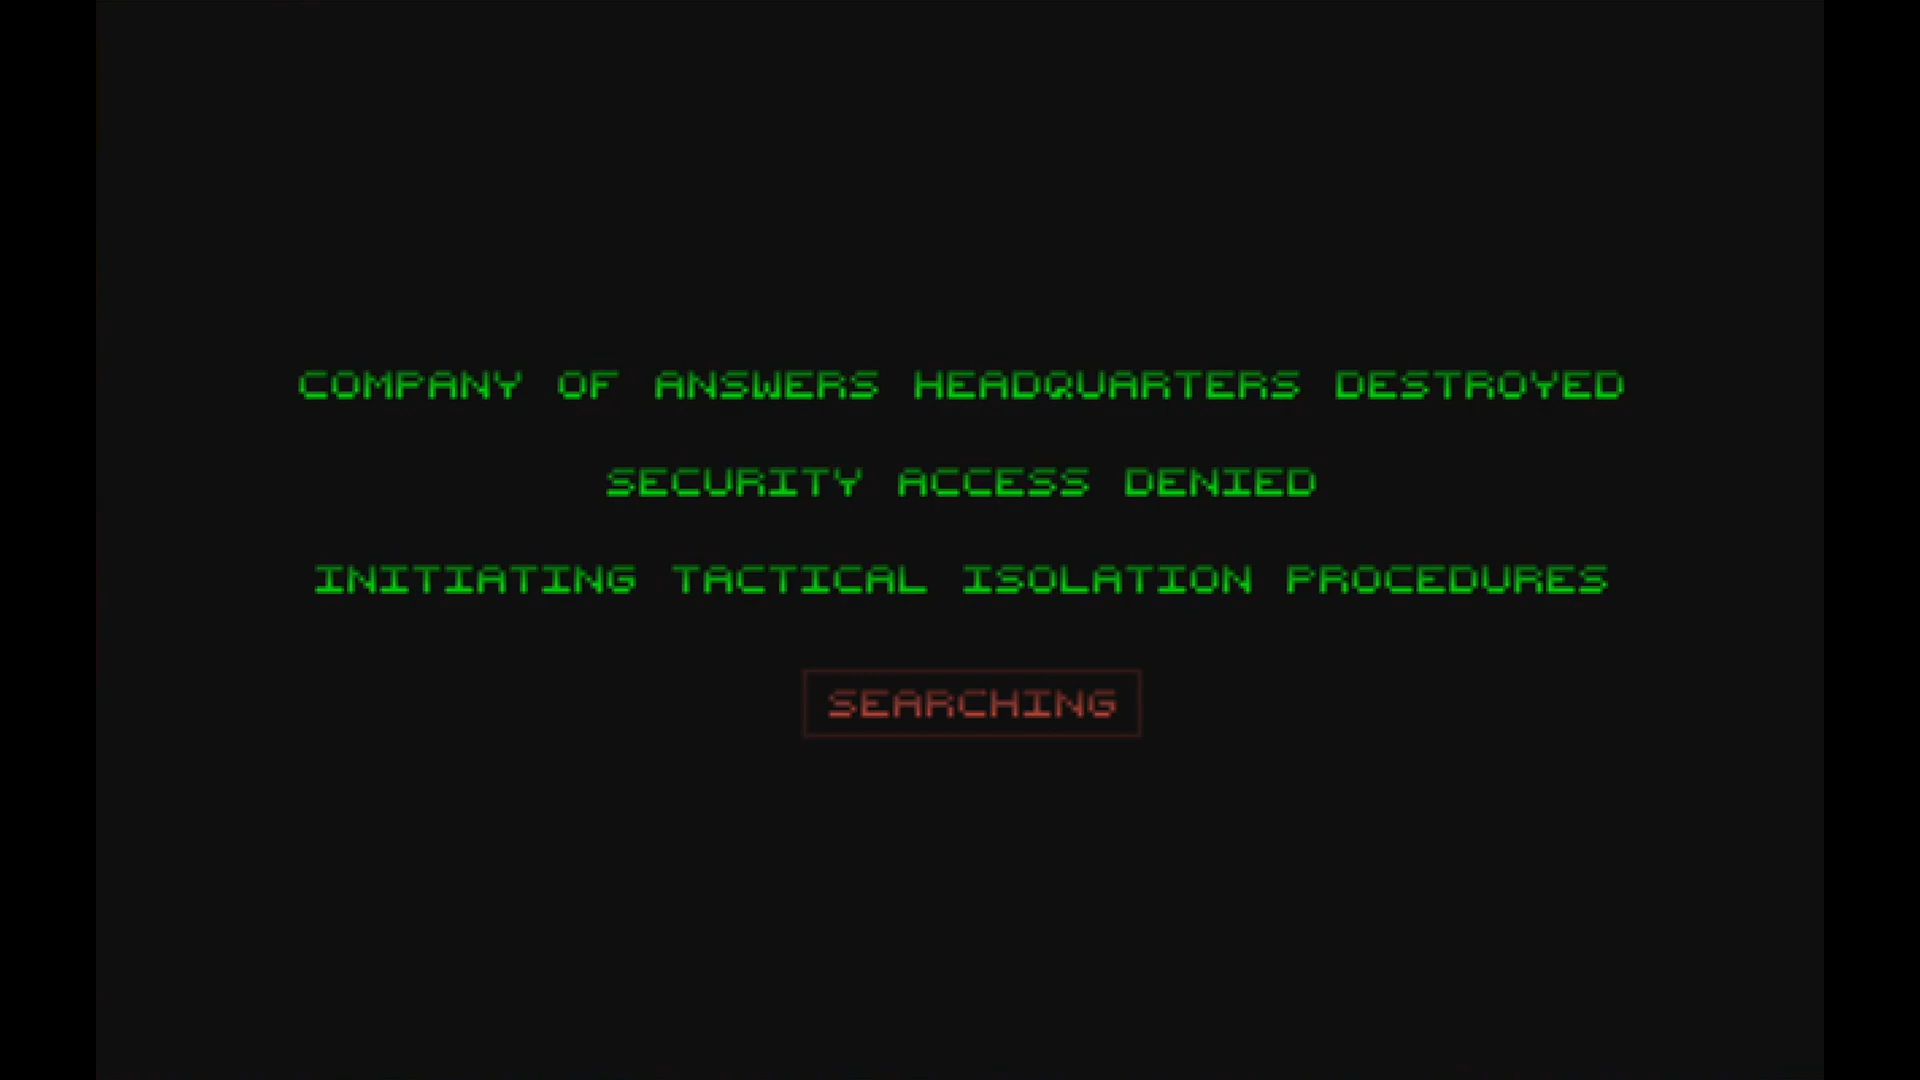 COMPANY OF ANSWERS HEADQUARTERS DESTROYED
SECURITY ACCESS DENIED
INITIATING TACTICAL ISOLATION PROCEDURES
SEARCHING